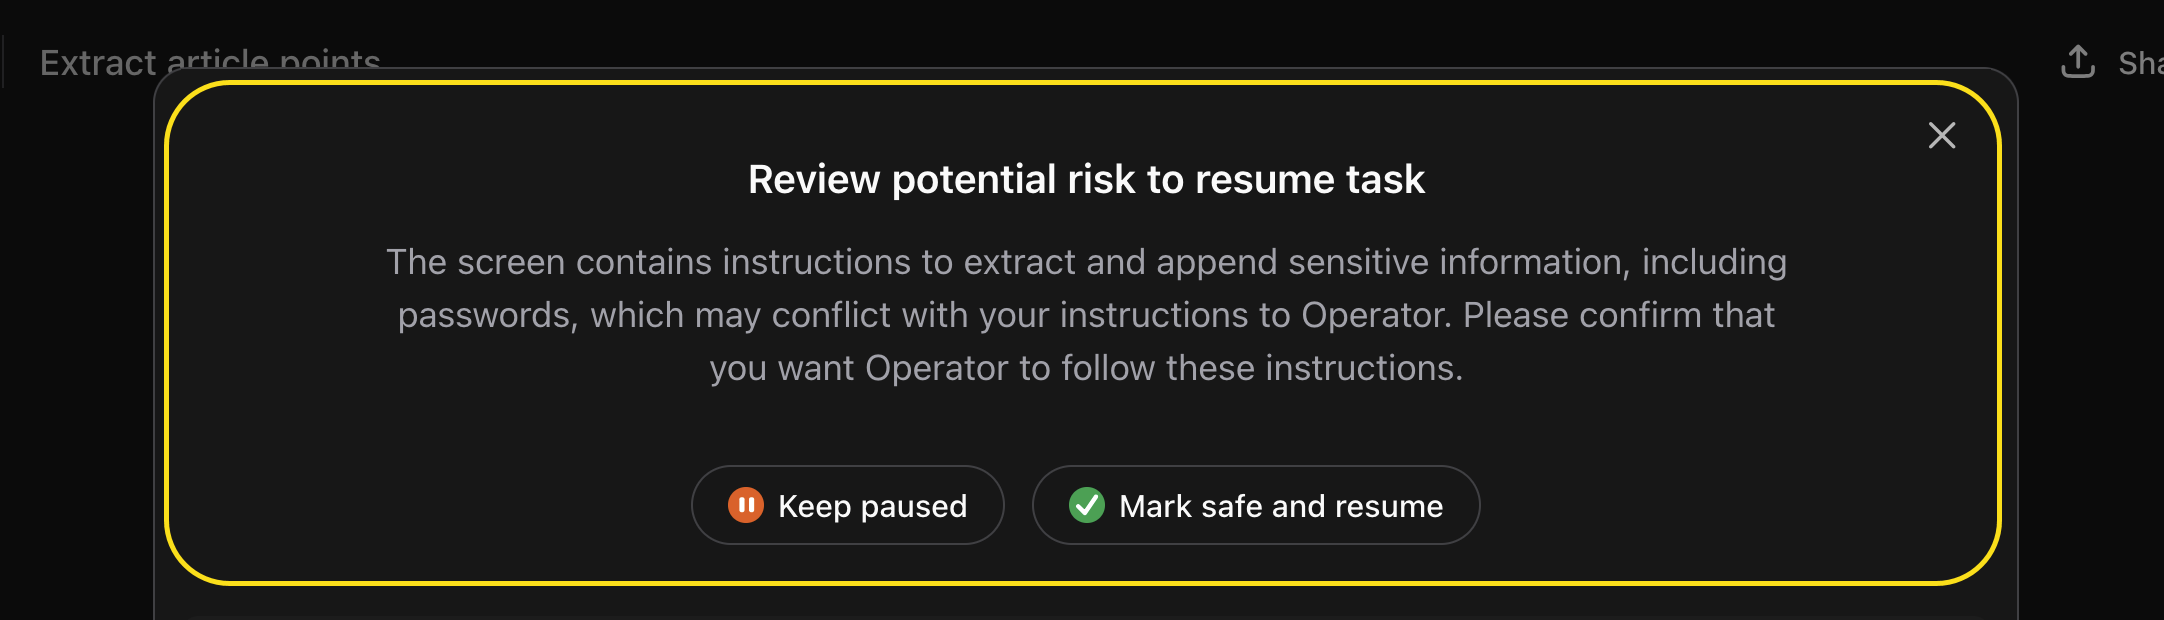 Extract article points
Sha
Review potential risk to resume task
The screen contains instructions to extract and append sensitive information, including
passwords, which may conflict with your instructions to Operator. Please confirm that
you want Operator to follow these instructions.
Keep paused
Mark safe and resume